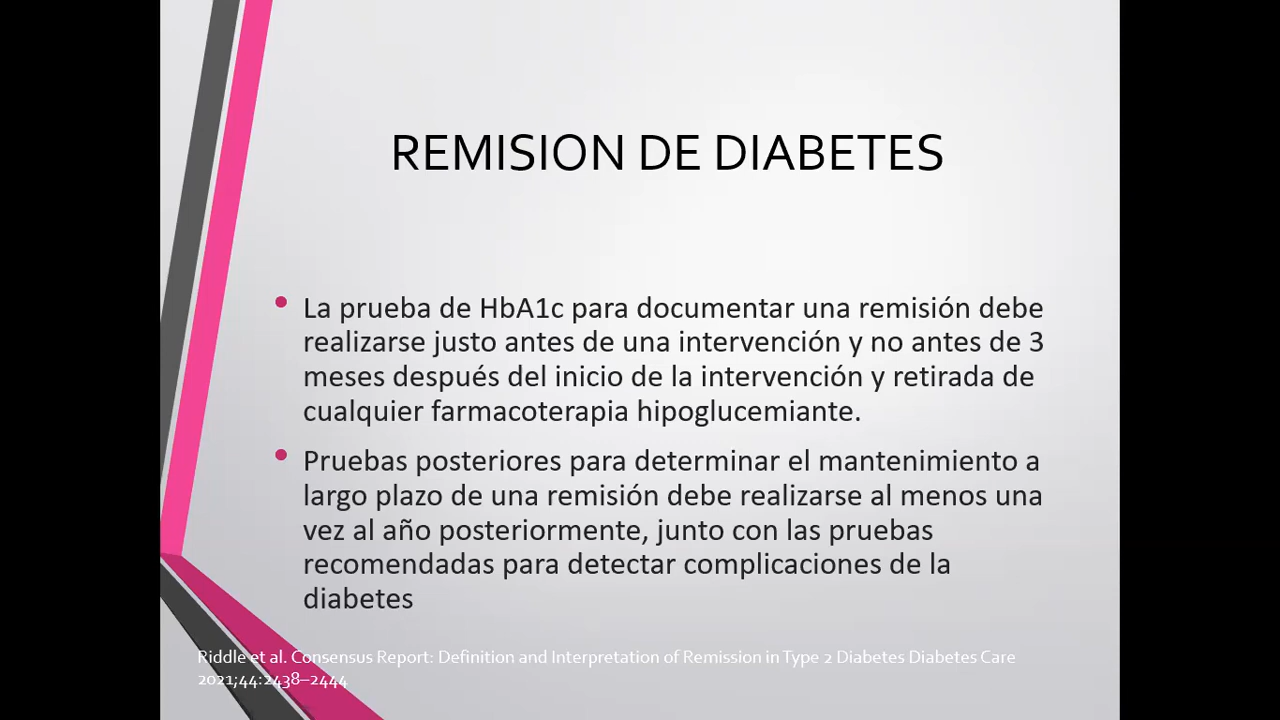 REMISION DE DIABETES
• La prueba de HbA1c para documentar una remisión debe
realizarse justo antes de una intervención y no antes de 3
meses después del inicio de la intervención y retirada de
cualquier farmacoterapia hipoglucemiante.
• Pruebas posteriores para determinar el mantenimiento a
largo plazo de una remisión debe realizarse al menos una
vez al año posteriormente, junto con las pruebas
recomendadas para detectar complicaciones de la
diabetes
Riddle et al. Consensus Report: Definition and Interpretation of Remission in Type 2 Diabetes Diabetes Care
2021;44:2438–2444